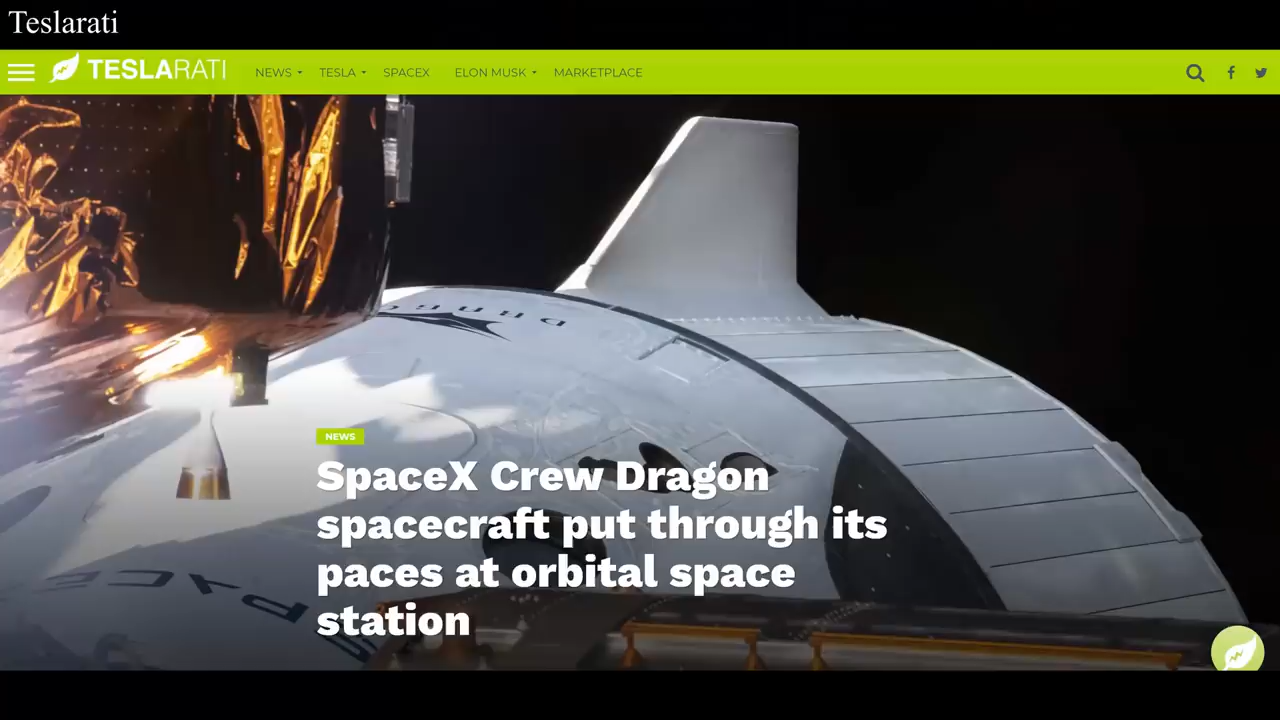 Teslarati
TESLARATI
NEWS TESLA SPACEX ELON MUSK MARKETPLACE
DRAGO
NEWS
SpaceX Crew Dragon
spacecraft put through its
paces at orbital space
station